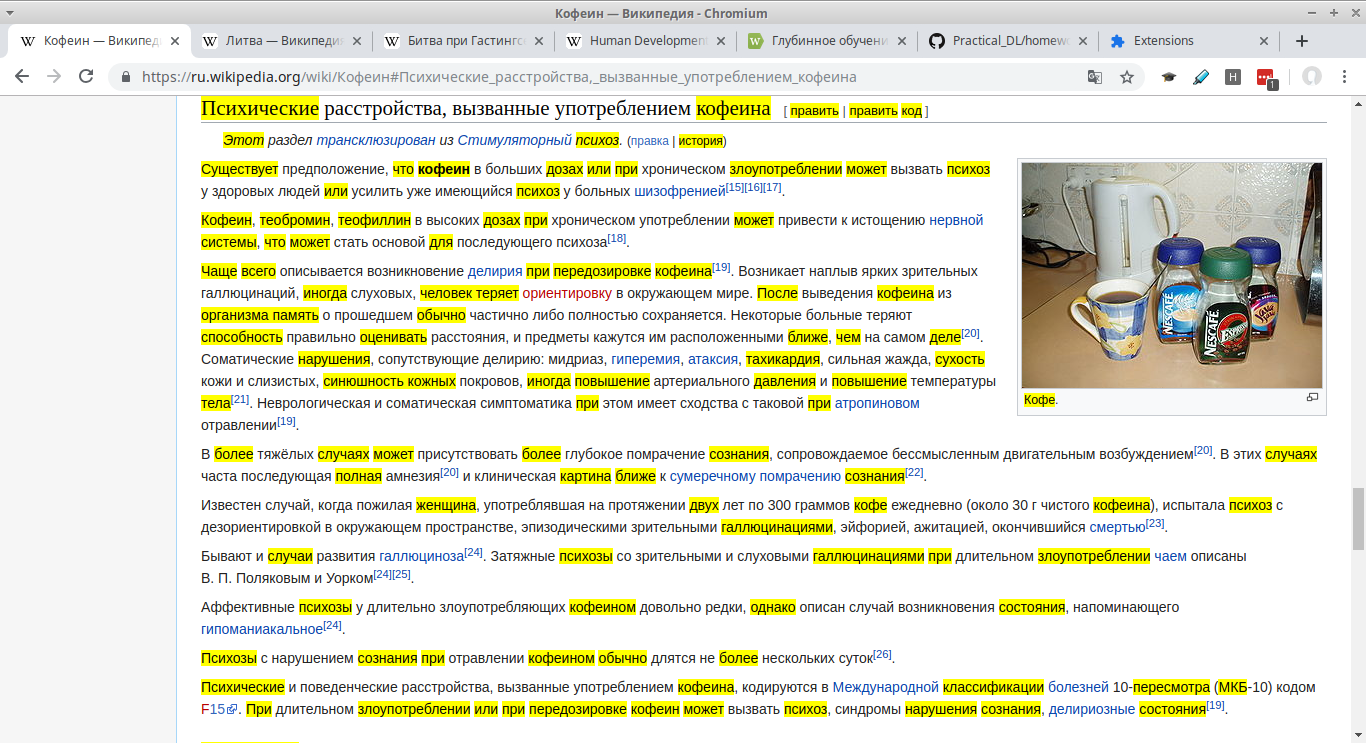 Кофеин — Википедия - Chromium
Кофеин — Википед
Литва — Википедия
Битва при Гастингс
Human Development
Глубинное обучени
Practical_DL/homew
Extensions
https://ru.wikipedia.org/wiki/Кофеин#Психические_расстройства,_вызванные_употреблением_кофеина
H
1
Психические расстройства, вызванные употреблением кофеина [ править | править код ]
Этот раздел трансклюзирован из Стимуляторный психоз. (правка | история)
Существует предположение, что кофеин в больших дозах или при хроническом злоупотреблении может вызвать психоз
у здоровых людей или усилить уже имеющийся психоз у больных шизофренией[15][16][17].
Кофеин, теобромин, теофиллин в высоких дозах при хроническом употреблении может привести к истощению нервной
системы, что может стать основой для последующего психоза[18].
Чаще всего описывается возникновение делирия при передозировке кофеина[19]. Возникает наплыв ярких зрительных
галлюцинаций, иногда слуховых, человек теряет ориентировку в окружающем мире. После выведения кофеина из
организма память о прошедшем обычно частично либо полностью сохраняется. Некоторые больные теряют
способность правильно оценивать расстояния, и предметы кажутся им расположенными ближе, чем на самом деле[20].
Соматические нарушения, сопутствующие делирию: мидриаз, гиперемия, атаксия, тахикардия, сильная жажда, сухость
кожи и слизистых, синюшность кожных покровов, иногда повышение артериального давления и повышение температуры
тела[21]. Неврологическая и соматическая симптоматика при этом имеет сходства с таковой при атропиновом
отравлении[19].
NESCAFÉ
NESCAFÉ
Кофе.
В более тяжёлых случаях может присутствовать более глубокое помрачение сознания, сопровождаемое бессмысленным двигательным возбуждением[20]. В этих случаях
часта последующая полная амнезия[20] и клиническая картина ближе к сумеречному помрачению сознания[22].
Известен случай, когда пожилая женщина, употреблявшая на протяжении двух лет по 300 граммов кофе ежедневно (около 30 г чистого кофеина), испытала психоз с
дезориентировкой в окружающем пространстве, эпизодическими зрительными галлюцинациями, эйфорией, ажитацией, окончившийся смертью[23].
Бывают и случаи развития галлюциноза[24]. Затяжные психозы со зрительными и слуховыми галлюцинациями при длительном злоупотреблении чаем описаны
В. П. Поляковым и Уорком[24][25].
Аффективные психозы у длительно злоупотребляющих кофеином довольно редки, однако описан случай возникновения состояния, напоминающего
гипоманиакальное[24].
Психозы с нарушением сознания при отравлении кофеином обычно длятся не более нескольких суток[26].
Психические и поведенческие расстройства, вызванные употреблением кофеина, кодируются в Международной классификации болезней 10-пересмотра (МКБ-10) кодом
F15. При длительном злоупотреблении или при передозировке кофеин может вызвать психоз, синдромы нарушения сознания, делириозные состояния[19].